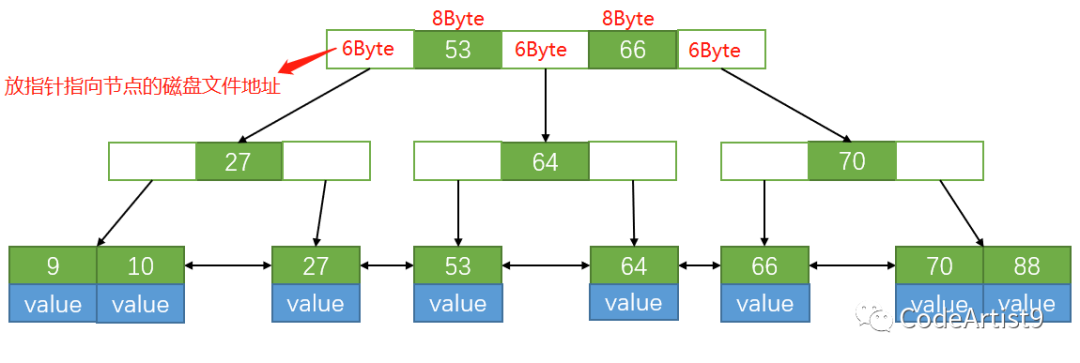 8Byte 8Byte
6Byte 53 6Byte 66 6Byte
放指针指向节点的磁盘文件地址
27 64 70
9 10 27 53 64 66 70 88
value value value value value value value value
CodeArtist9